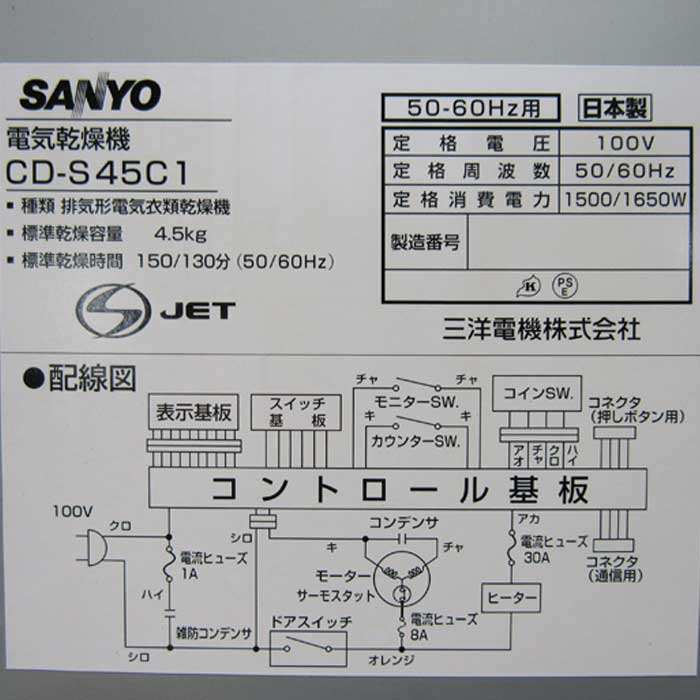 SANYO
電気乾燥機
CD-S45C1
▪ 種類 排気形電気衣類乾燥機
▪ 標準乾燥容量 4.5kg
▪ 標準乾燥時間 150/130分(50/60Hz)
S JET
50-60Hz用 日本製
定格電圧 100V
定格周波数 50/60Hz
定格消費電力 1500/1650W
製造番号
K PS E
三洋電機株式会社
●配線図
表示基板
スイッチ
基板
チャ チャ
モニターSW.
キ キ
カウンターSW.
コインSW.
アオ チャ クロ ハイ
コネクタ
(押しボタン用)
コントロール基板
100V
クロ
シロ
電流ヒューズ
1A
ハイ
雑防コンデンサ
シロ
コンデンサ
キ チャ
モーター
サーモスタット
電流ヒューズ
8A
ドアスイッチ
オレンジ
アカ
電流ヒューズ
30A
ヒーター
コネクタ
(通信用)